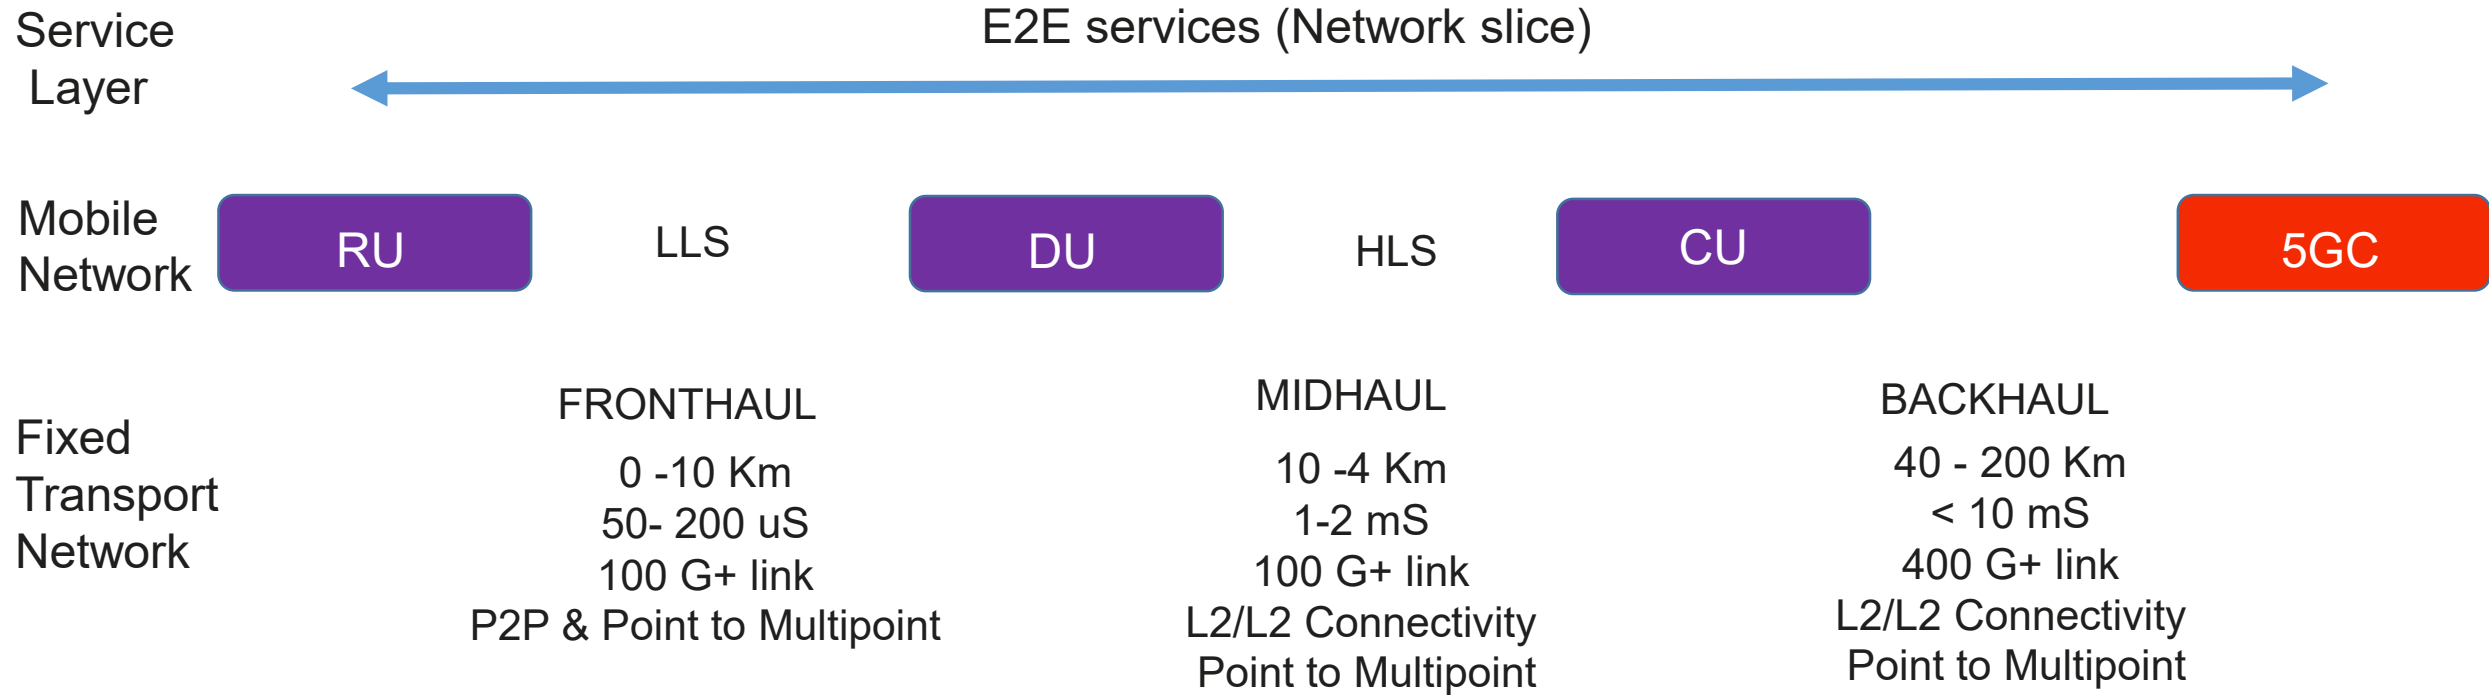 Service
Layer
E2E services (Network slice)
Mobile
Network
RU
LLS
DU
HLS
CU
5GC
Fixed
Transport
Network
FRONTHAUL
0 -10 Km
50- 200 uS
100 G+ link
P2P & Point to Multipoint
MIDHAUL
10 -4 Km
1-2 mS
100 G+ link
L2/L2 Connectivity
Point to Multipoint
BACKHAUL
40 - 200 Km
< 10 mS
400 G+ link
L2/L2 Connectivity
Point to Multipoint